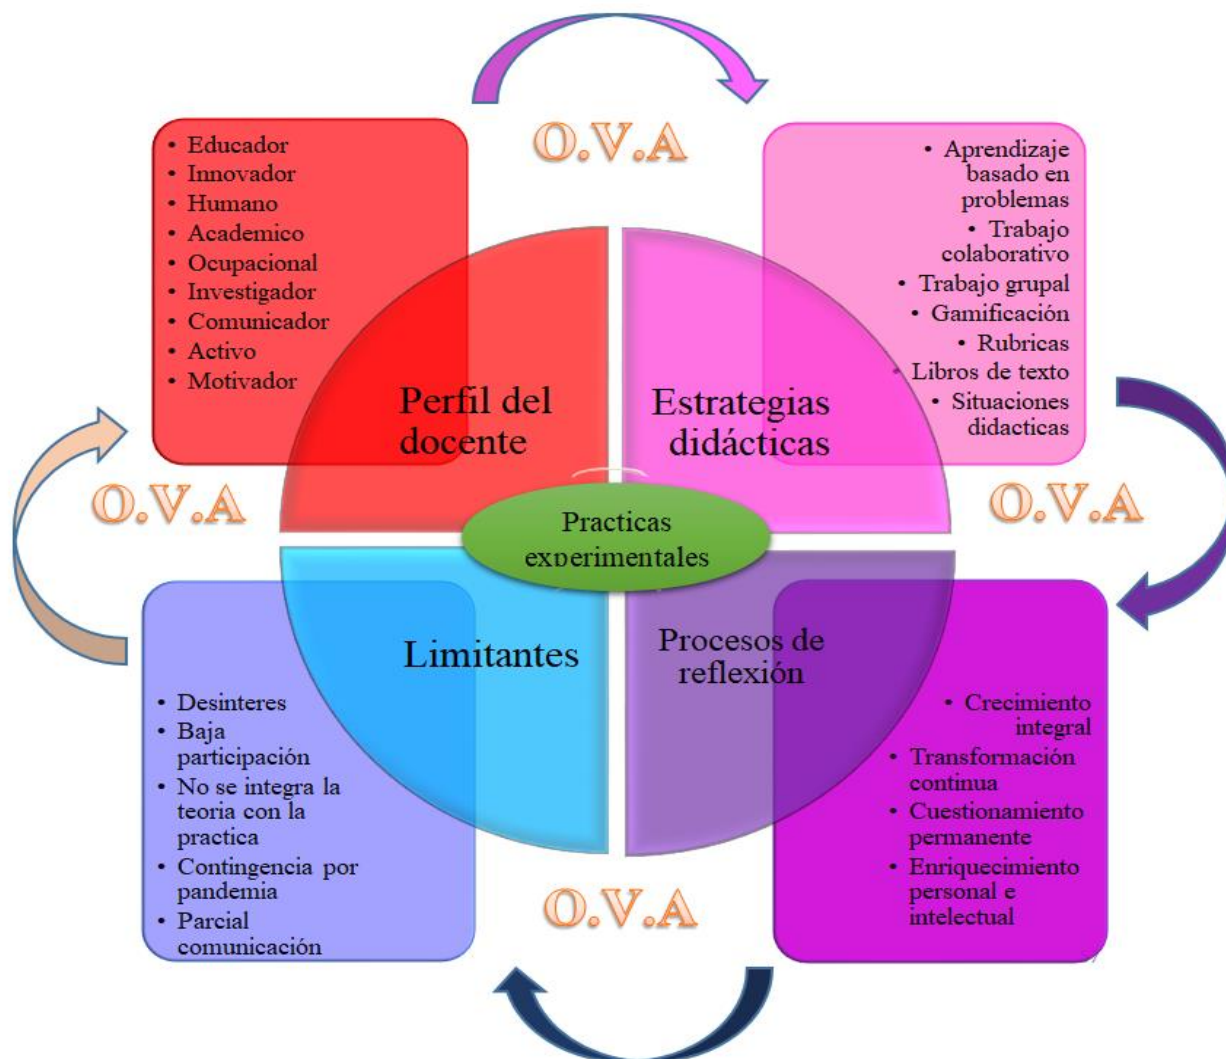 O.V.A
• Educador
• Innovador
• Humano
• Academico
• Ocupacional
• Investigador
• Comunicador
• Activo
• Motivador
• Aprendizaje
basado en
problemas
• Trabajo
colaborativo
• Trabajo grupal
• Gamificación
• Rubricas
• Libros de texto
• Situaciones
didacticas
Perfil del
docente
Estrategias
didácticas
O.V.A
O.V.A
Practicas
experimentales
Limitantes
Procesos de
reflexión
• Desinteres
• Baja
participación
• No se integra la
teoria con la
practica
• Contingencia por
pandemia
• Parcial
comunicación
• Crecimiento
integral
• Transformación
continua
• Cuestionamiento
permanente
• Enriquecimiento
personal e
intelectual
O.V.A